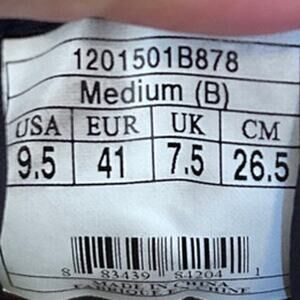 1201501B878
Medium (B)
USA EUR UK CM
9.5 41 7.5 26.5
8 83439 84204 1
MADE IN CHINA